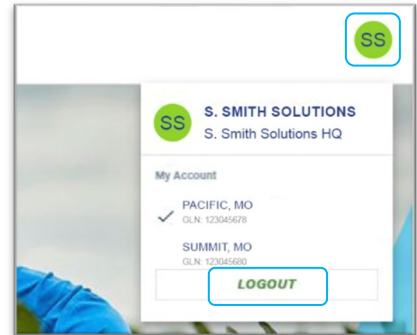 SS
SS
S. SMITH SOLUTIONS
S. Smith Solutions HQ
My Account
PACIFIC, MO
GLN: 123045678
SUMMIT, MO
GLN: 123045680
LOGOUT